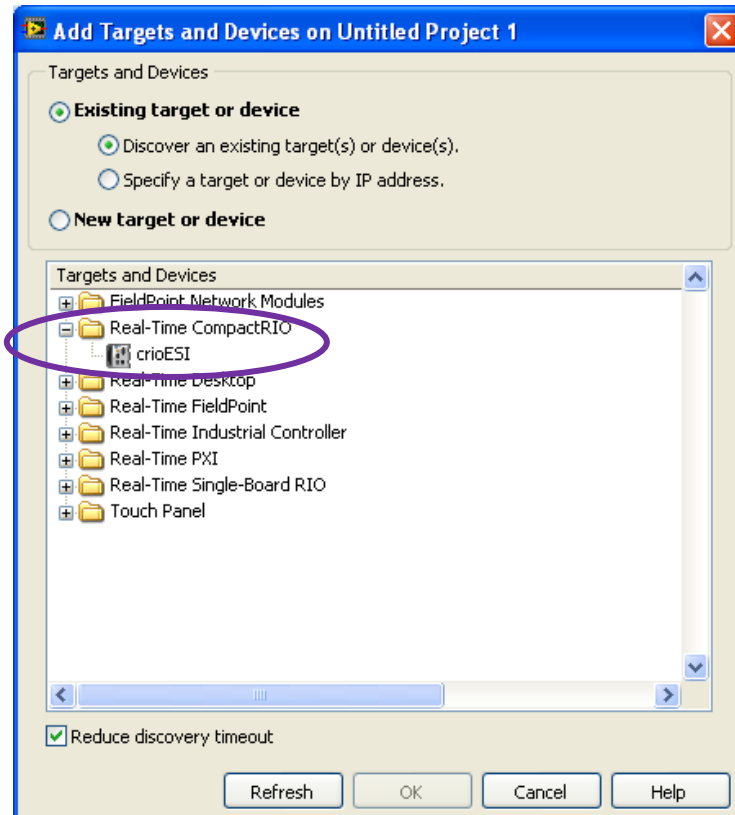 Add Targets and Devices on Untitled Project 1
Targets and Devices
Existing target or device
Discover an existing target(s) or device(s).
Specify a target or device by IP address.
New target or device
Targets and Devices
FieldPoint Network Modules
Real-Time CompactRIO
crioESI
Real-Time Desktop
Real-Time FieldPoint
Real-Time Industrial Controller
Real-Time PXI
Real-Time Single-Board RIO
Touch Panel
Reduce discovery timeout
Refresh OK Cancel Help